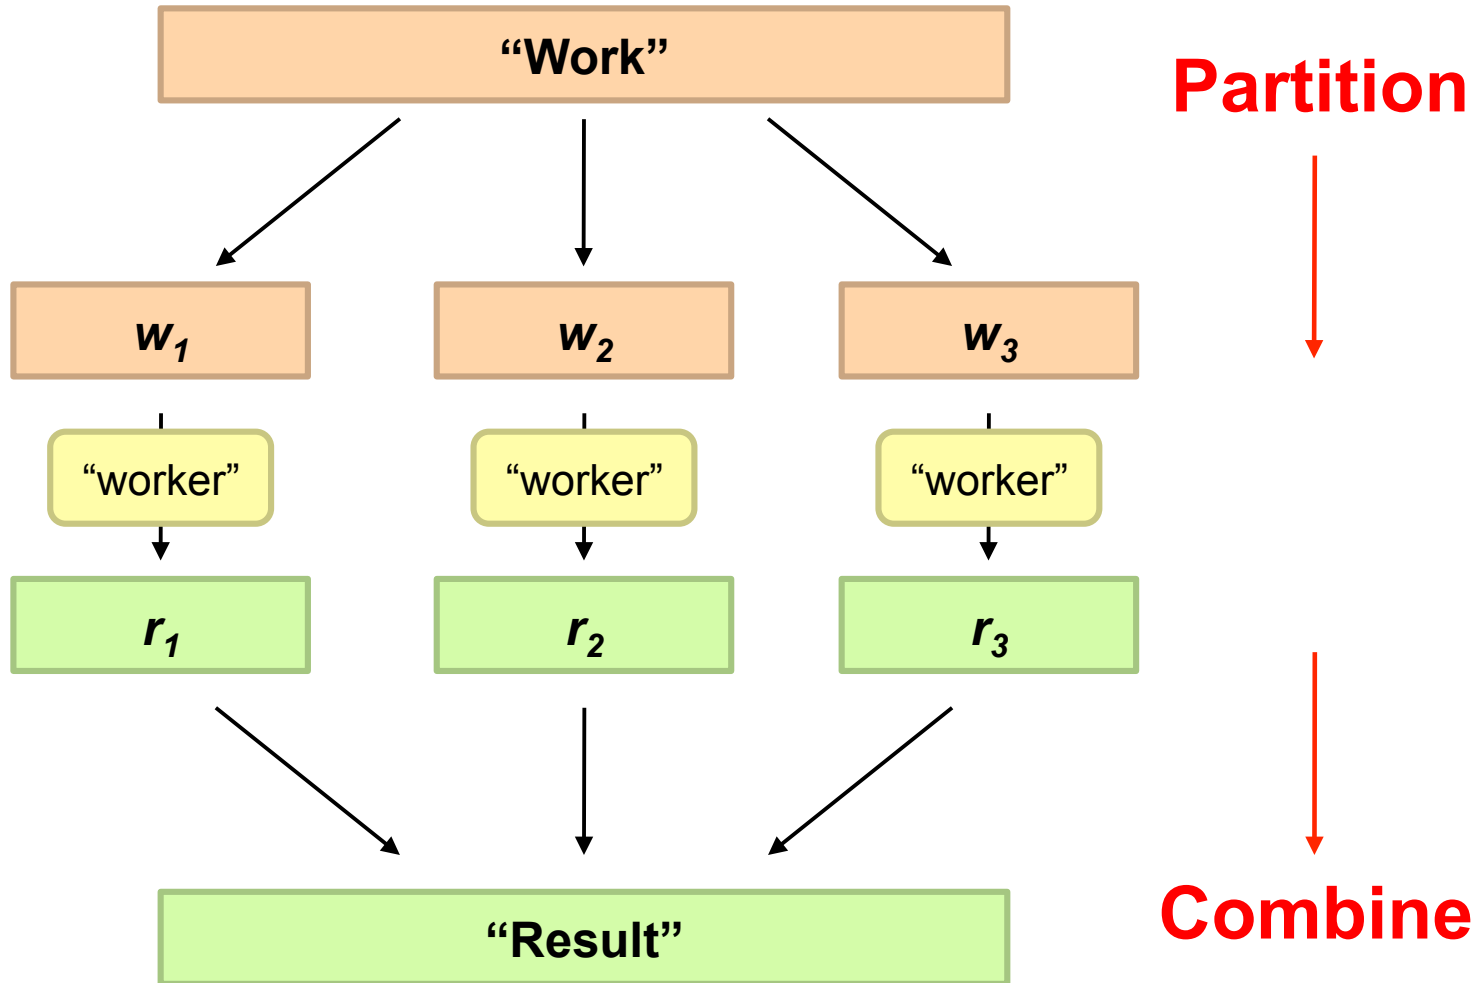 “Work”
Partition
w₁
w₂
w₃
“worker”
“worker”
“worker”
r₁
r₂
r₃
“Result”
Combine